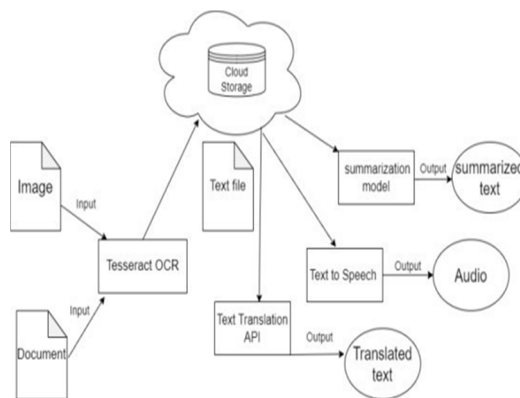 Cloud
Storage
Image
Input
Text file
summarization
model
Output
summarized
text
Tesseract OCR
Text to Speech
Output
Audio
Input
Document
Text Translation
API
Output
Translated
text